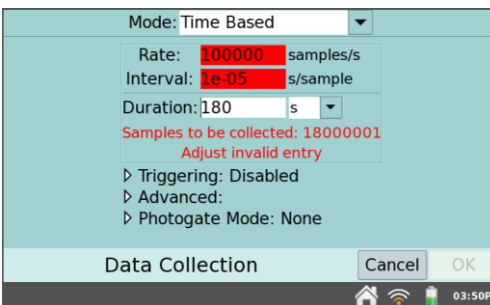 Mode: Time Based
Rate: 100000 samples/s
Interval: 1e-05 s/sample
Duration: 180 s
Samples to be collected: 18000001
Adjust invalid entry
Triggering: Disabled
Advanced:
Photogate Mode: None
Data Collection Cancel OK
03:50P